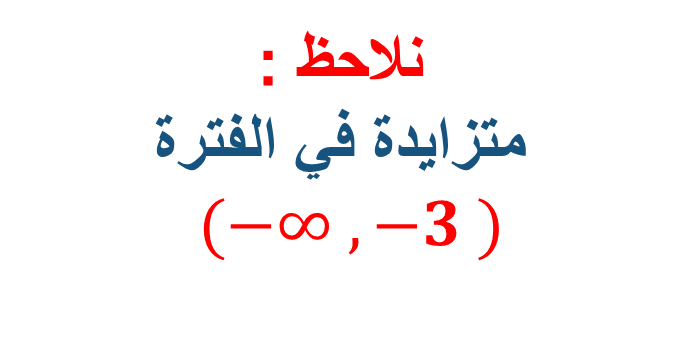 نلاحظ :
متزايدة في الفترة
(−∞ , −3 )